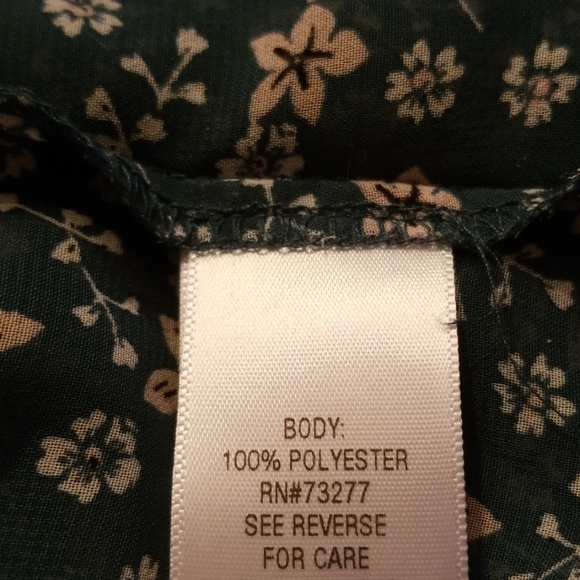 BODY:
100% POLYESTER
RN#73277
SEE REVERSE
FOR CARE